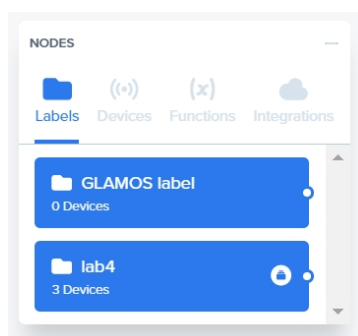 NODES
Labels Devices Functions Integrations
GLAMOS label
0 Devices
lab4
3 Devices